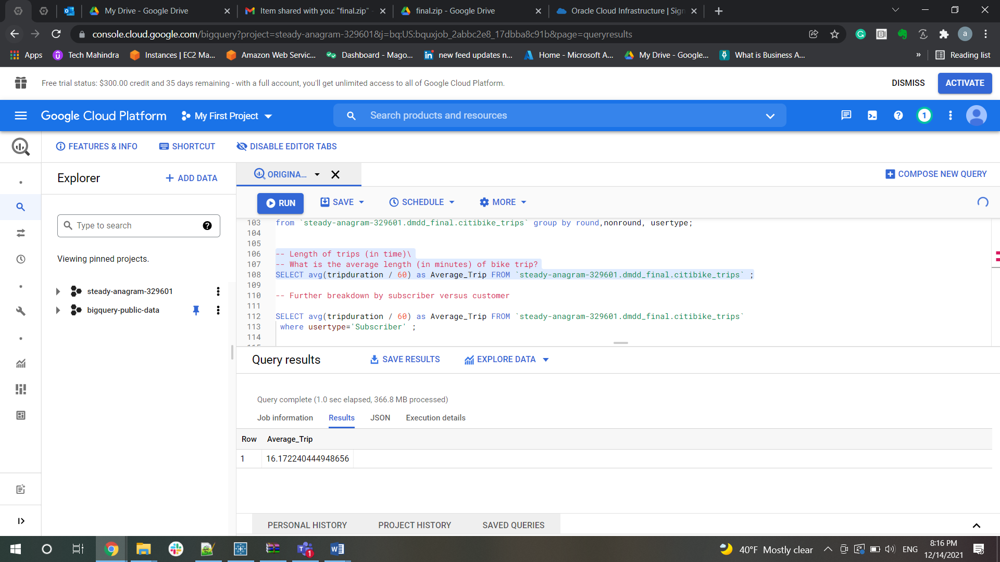 My Drive - Google Drive
Item shared with you: "final.zip"
final.zip - Google Drive
Oracle Cloud Infrastructure | Sign
console.cloud.google.com/bigquery?project=steady-anagram-329601&j=bq:US:bquxjob_2abbc2e8_17dbba8c91b&page=queryresults
a
Apps
Tech Mahindra
Instances | EC2 Ma...
Amazon Web Servic...
Dashboard - Mago...
new feed updates n...
Home - Microsoft A...
My Drive - Google...
What is Business A...
»
Reading list
Free trial status: $300.00 credit and 35 days remaining - with a full account, you'll get unlimited access to all of Google Cloud Platform.
DISMISS
ACTIVATE
Google Cloud Platform
My First Project
Search products and resources
1
FEATURES & INFO
SHORTCUT
DISABLE EDITOR TABS
Explorer
+ ADD DATA
ORIGINA...
COMPOSE NEW QUERY
RUN
SAVE
SCHEDULE
MORE
Type to search
Viewing pinned projects.
steady-anagram-329601
bigquery-public-data
103 from `steady-anagram-329601.dmdd_final.citibike_trips` group by round,nonround, usertype;
104
105
106 -- Length of trips (in time)\
107 -- What is the average length (in minutes) of bike trip?
108 SELECT avg(tripduration / 60) as Average_Trip FROM `steady-anagram-329601.dmdd_final.citibike_trips` ;
109
110 -- Further breakdown by subscriber versus customer
111
112 SELECT avg(tripduration / 60) as Average_Trip FROM `steady-anagram-329601.dmdd_final.citibike_trips`
113 where usertype='Subscriber' ;
114
Query results
SAVE RESULTS
EXPLORE DATA
Query complete (1.0 sec elapsed, 366.8 MB processed)
Job information
Results
JSON
Execution details
Row Average_Trip
1 16.172240444948656
PERSONAL HISTORY
PROJECT HISTORY
SAVED QUERIES
40°F Mostly clear
ENG
8:16 PM
12/14/2021